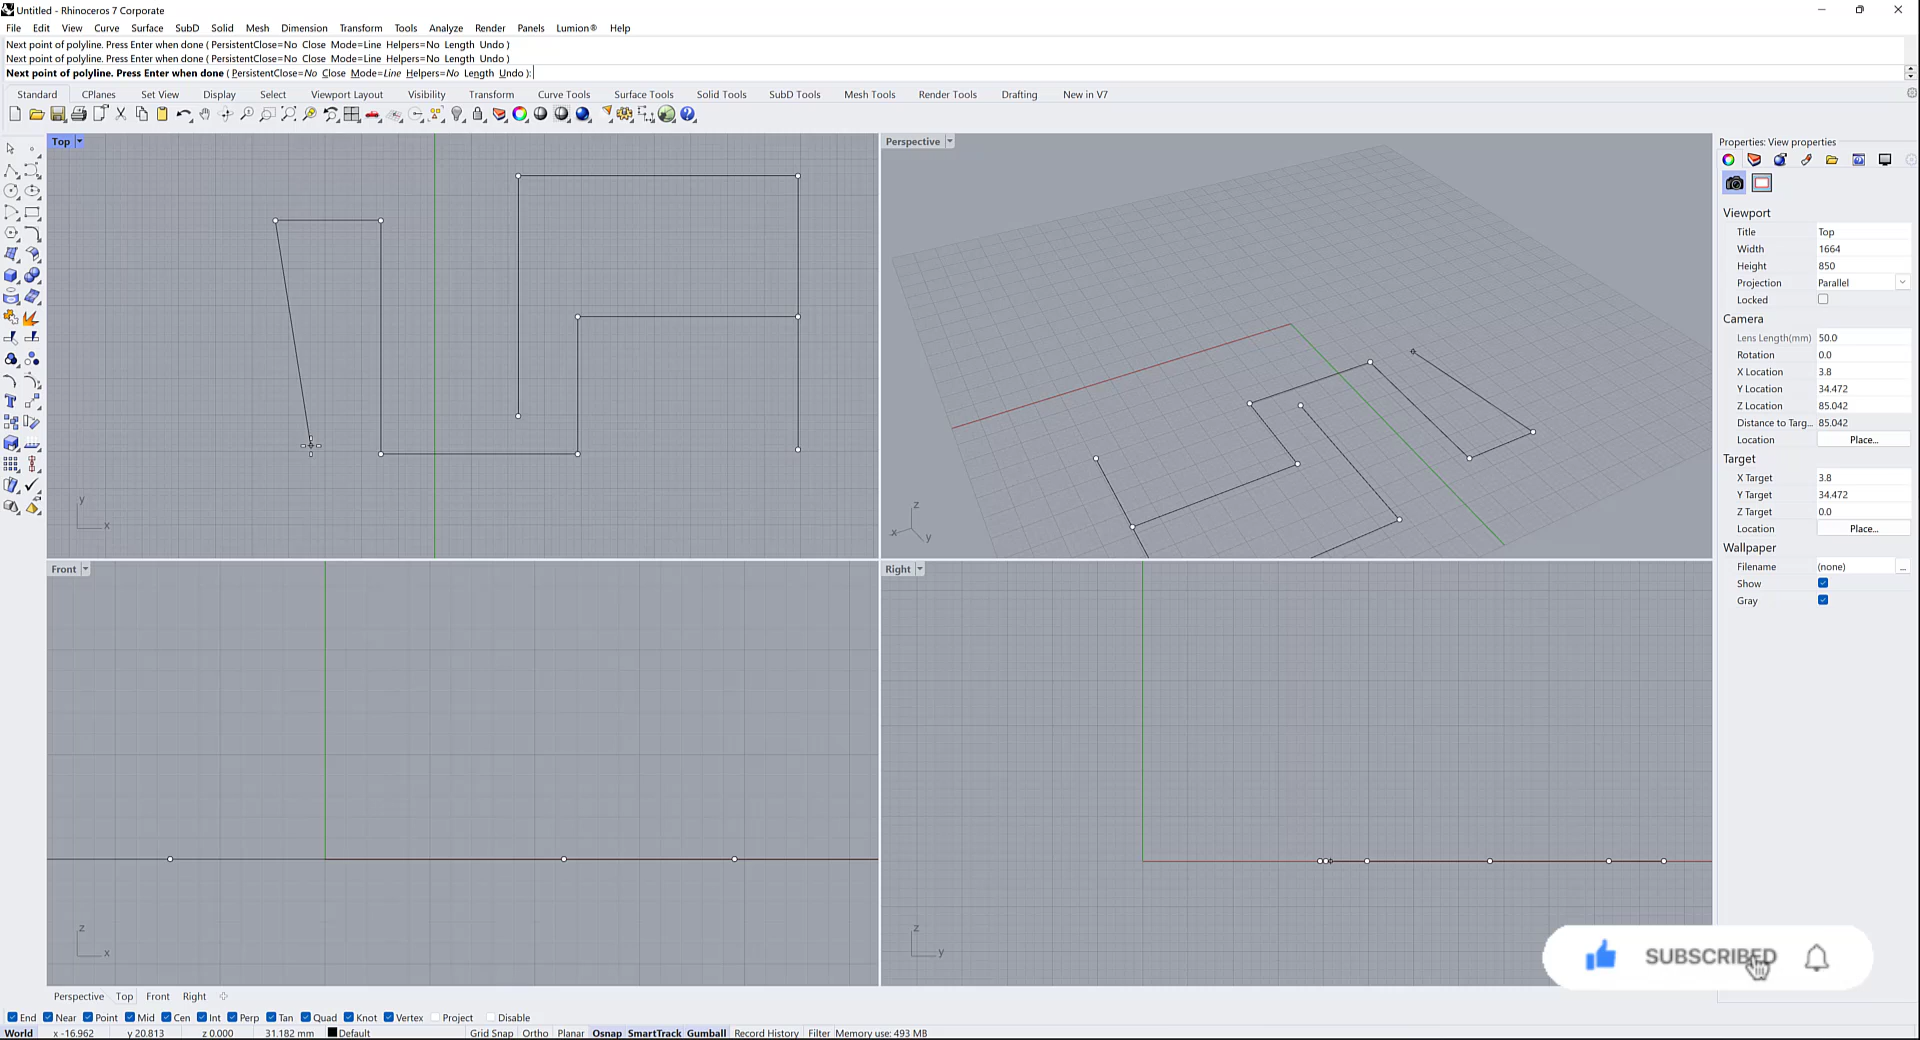 Untitled - Rhinoceros 7 Corporate
File Edit View Curve Surface SubD Solid Mesh Dimension Transform Tools Analyze Render Panels Lumion® Help
Next point of polyline. Press Enter when done ( PersistentClose=No Close Mode=Line Helpers=No Length Undo )
Next point of polyline. Press Enter when done ( PersistentClose=No Close Mode=Line Helpers=No Length Undo )
Next point of polyline. Press Enter when done ( PersistentClose=No Close Mode=Line Helpers=No Length Undo ):
Standard CPlanes Set View Display Select Viewport Layout Visibility Transform Curve Tools Surface Tools Solid Tools SubD Tools Mesh Tools Render Tools Drafting New in V7
Top
y
x
Perspective
z
x
y
Front
z
x
Right
z
y
Properties: View properties
Viewport
Title Top
Width 1664
Height 850
Projection Parallel
Locked
Camera
Lens Length(mm) 50.0
Rotation 0.0
X Location 3.8
Y Location 34.472
Z Location 85.042
Distance to Targ... 85.042
Location Place...
Target
X Target 3.8
Y Target 34.472
Z Target 0.0
Location Place...
Wallpaper
Filename (none) ...
Show
Gray
SUBSCRIBED
Perspective Top Front Right
End Near Point Mid Cen Int Perp Tan Quad Knot Vertex Project Disable
World x -16.962 y 20.813 z 0.000 31.182 mm Default Grid Snap Ortho Planar Osnap SmartTrack Gumball Record History Filter Memory use: 493 MB